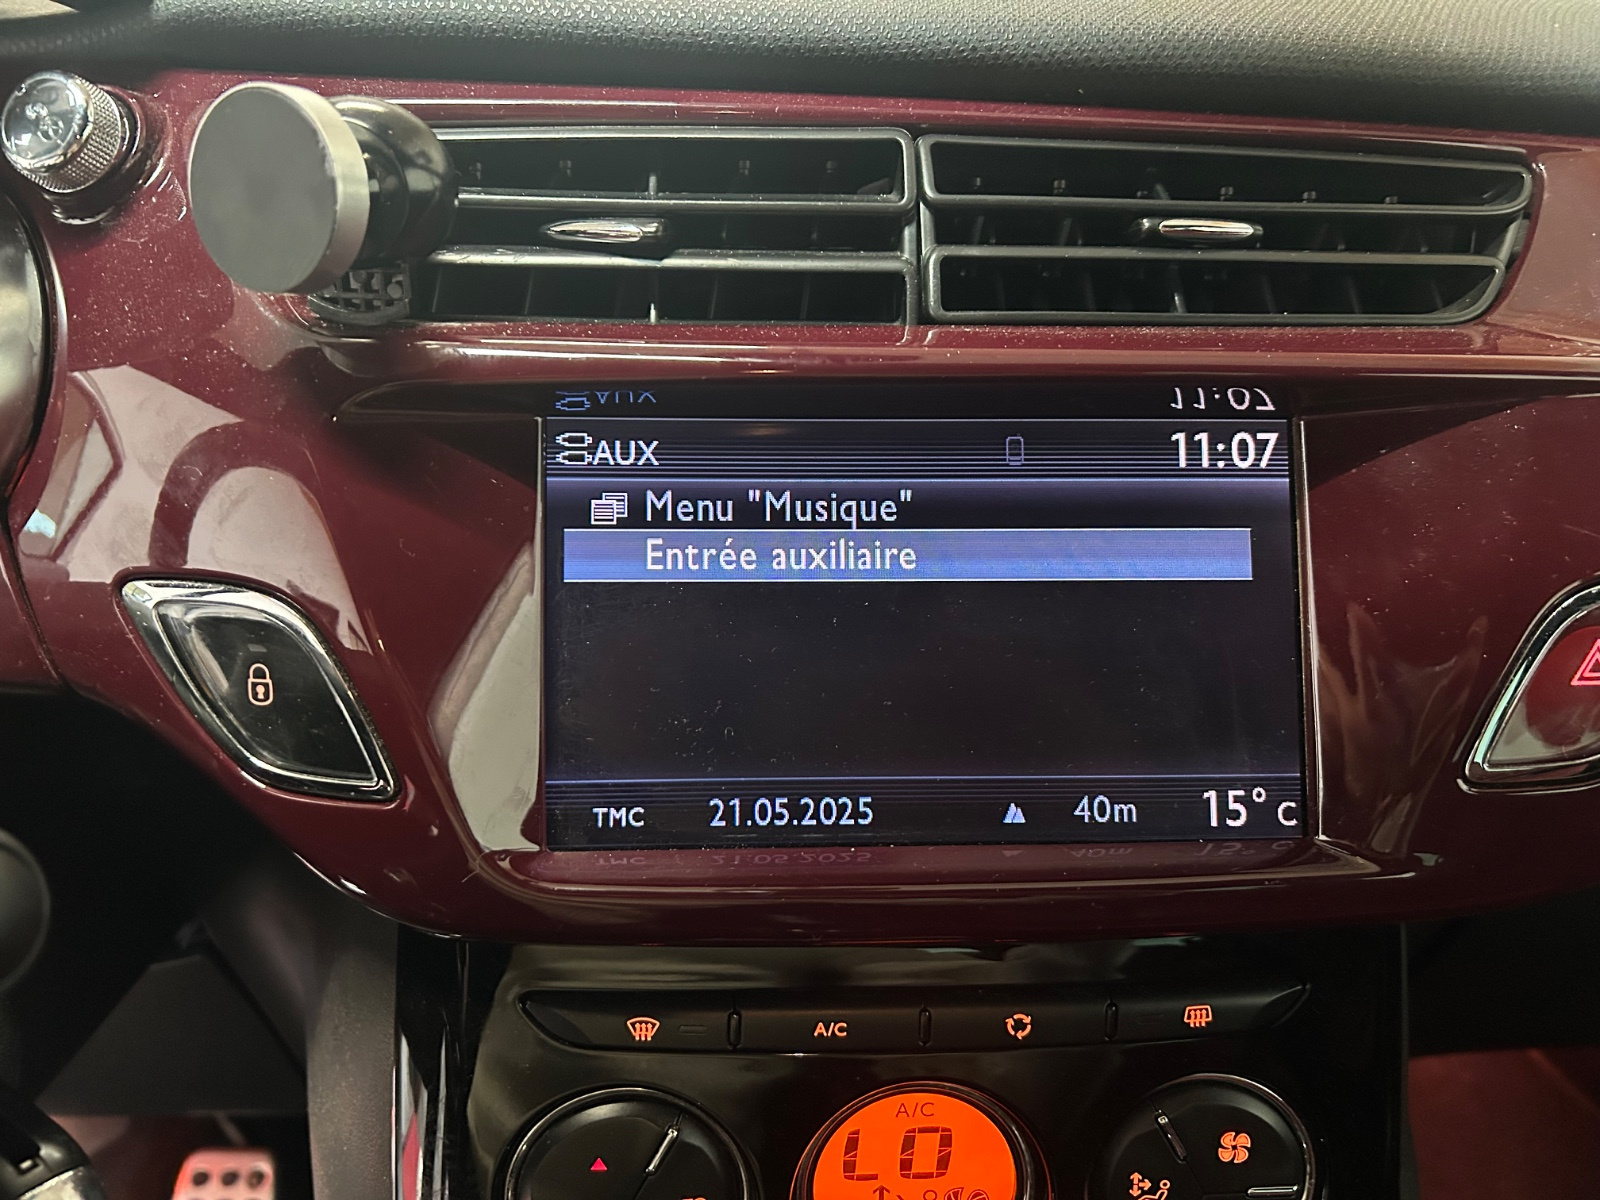 AUX 11:07
Menu "Musique"
Entrée auxiliaire
TMC 21.05.2025 40m 15° C
A/C
A/C
LO